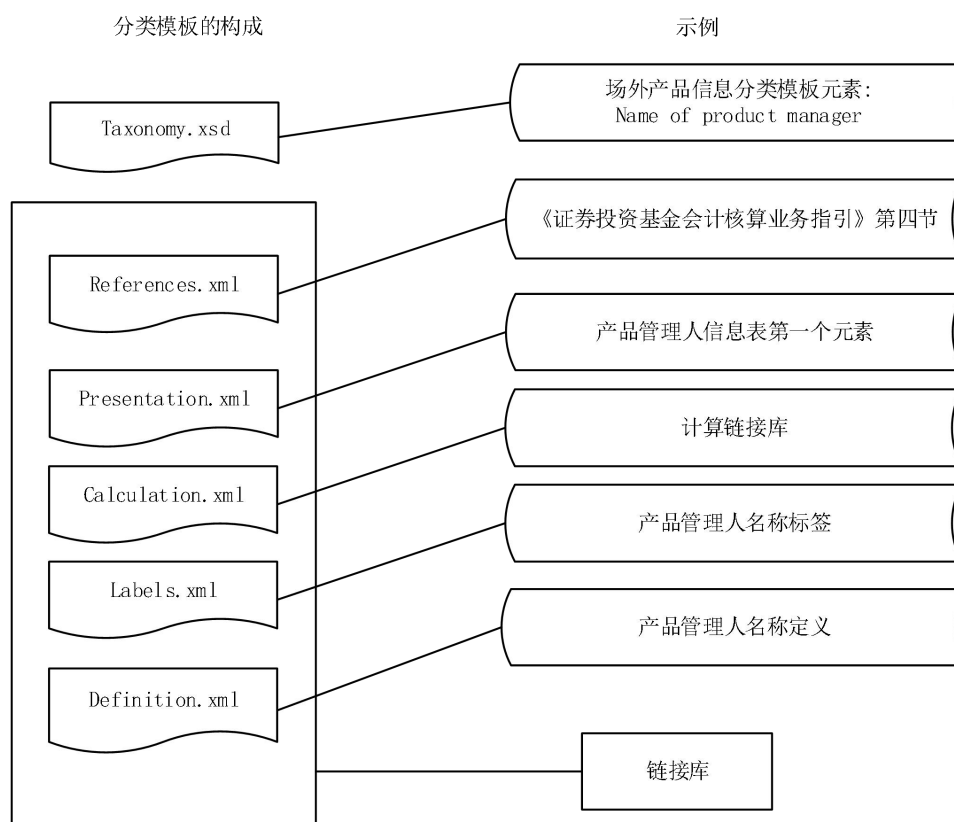 分类模板的构成
示例
Taxonomy.xsd
场外产品信息分类模板元素:
Name of product manager
References.xml
《证券投资基金会计核算业务指引》第四节
Presentation.xml
产品管理人信息表第一个元素
Calculation.xml
计算链接库
Labels.xml
产品管理人名称标签
Definition.xml
产品管理人名称定义
链接库